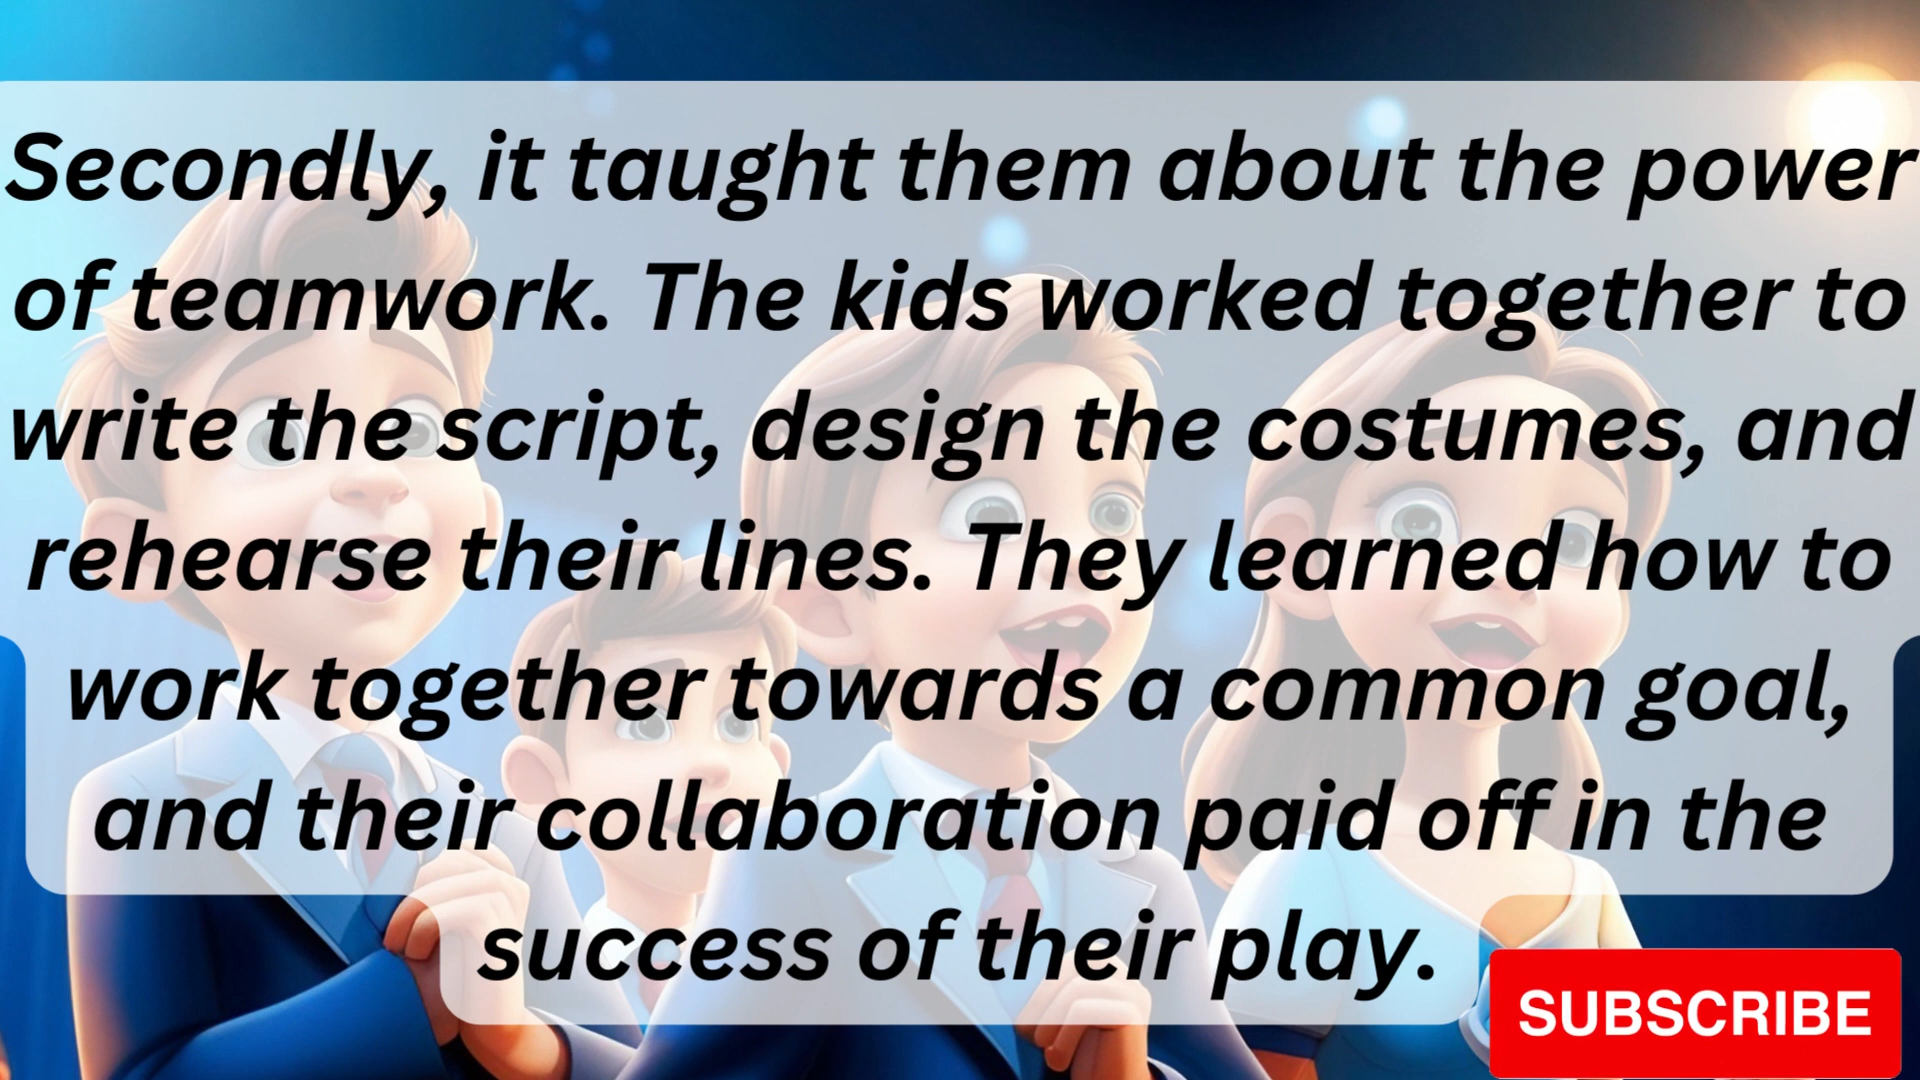 Secondly, it taught them about the power
of teamwork. The kids worked together to
write the script, design the costumes, and
rehearse their lines. They learned how to
work together towards a common goal,
and their collaboration paid off in the
success of their play.
SUBSCRIBE